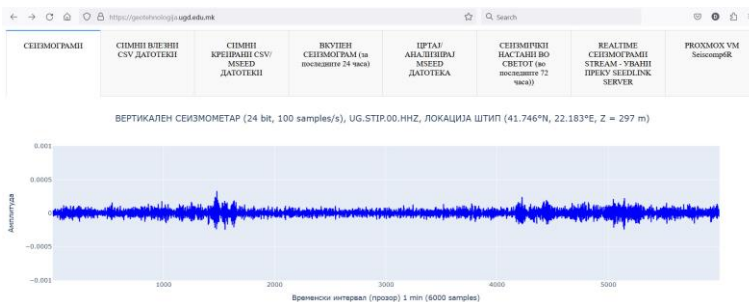 https://geotehnologija.ugd.edu.mk
Search
СЕИЗМОГРАМИ
СИМНИ ВЛЕЗНИ
CSV ДАТОТЕКИ
СИМНИ
КРЕИРАНИ CSV/
MSEED
ДАТОТЕКИ
ВКУПЕН
СЕИЗМОГРАМ (за
последните 24 часа)
ЦРТАЈ/
АНАЛИЗИРАЈ
MSEED
ДАТОТЕКА
СЕИЗМИЧКИ
НАСТАНИ ВО
СВЕТОТ (во
последните 72
часа))
REALTIME
СЕИЗМОГРАМИ
STREAM - УВАНИ
ПРЕКУ SEEDLINK
SERVER
PROXMOX VM
Seiscomp6R
ВЕРТИКАЛЕН СЕИЗМОМЕТАР (24 bit, 100 samples/s), UG.STIP.00.HHZ, ЛОКАЦИЈА ШТИП (41.746°N, 22.183°E, Z = 297 m)
0.001
0.0005
0
−0.0005
−0.001
Амплитуда
1000 2000 3000 4000 5000
Временски интервал (прозор) 1 min (6000 samples)